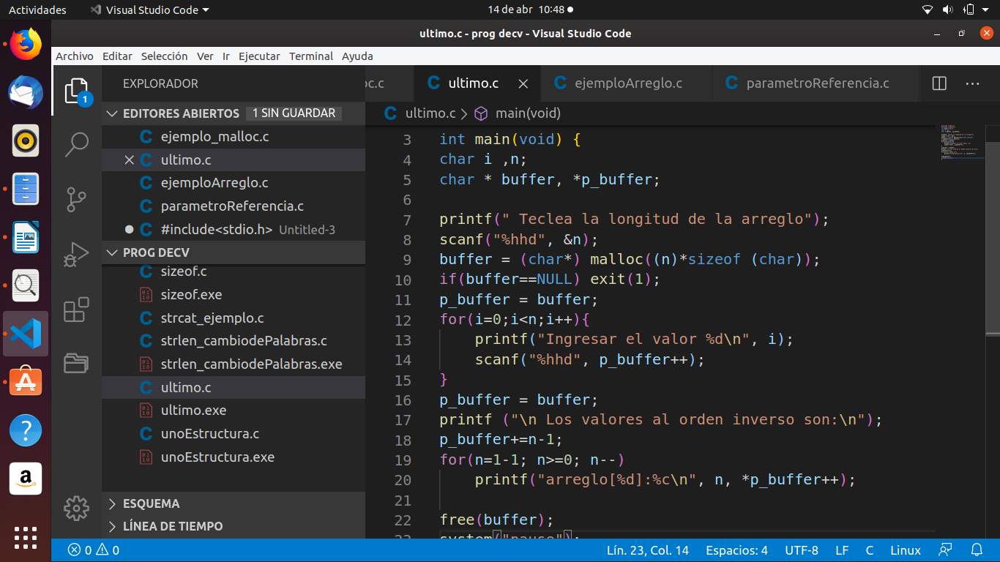 Actividades Visual Studio Code 14 de abr 10:48
ultimo.c - prog decv - Visual Studio Code
Archivo Editar Selección Ver Ir Ejecutar Terminal Ayuda
EXPLORADOR
1
EDITORES ABIERTOS 1 SIN GUARDAR
C ejemplo_malloc.c
C ultimo.c
C ejemploArreglo.c
C parametroReferencia.c
C #include<stdio.h> Untitled-3
PROG DECV
C sizeof.c
sizeof.exe
C strcat_ejemplo.c
C strlen_cambiodePalabras.c
strlen_cambiodePalabras.exe
C ultimo.c
ultimo.exe
C unoEstructura.c
unoEstructura.exe
ESQUEMA
LÍNEA DE TIEMPO
oc.c C ultimo.c C ejemploArreglo.c C parametroReferencia.c
C ultimo.c > main(void)
3 int main(void) {
4 char i ,n;
5 char * buffer, *p_buffer;
6
7 printf(" Teclea la longitud de la arreglo");
8 scanf("%hhd", &n);
9 buffer = (char*) malloc((n)*sizeof (char));
10 if(buffer==NULL) exit(1);
11 p_buffer = buffer;
12 for(i=0;i<n;i++){
13     printf("Ingresar el valor %d\n", i);
14     scanf("%hhd", p_buffer++);
15 }
16 p_buffer = buffer;
17 printf ("\n Los valores al orden inverso son:\n");
18 p_buffer+=n-1;
19 for(n=1-1; n>=0; n--)
20     printf("arreglo[%d]:%c\n", n, *p_buffer++);
21
22 free(buffer);
23 system("pause");
0 0 Lín. 23, Col. 14 Espacios: 4 UTF-8 LF C Linux